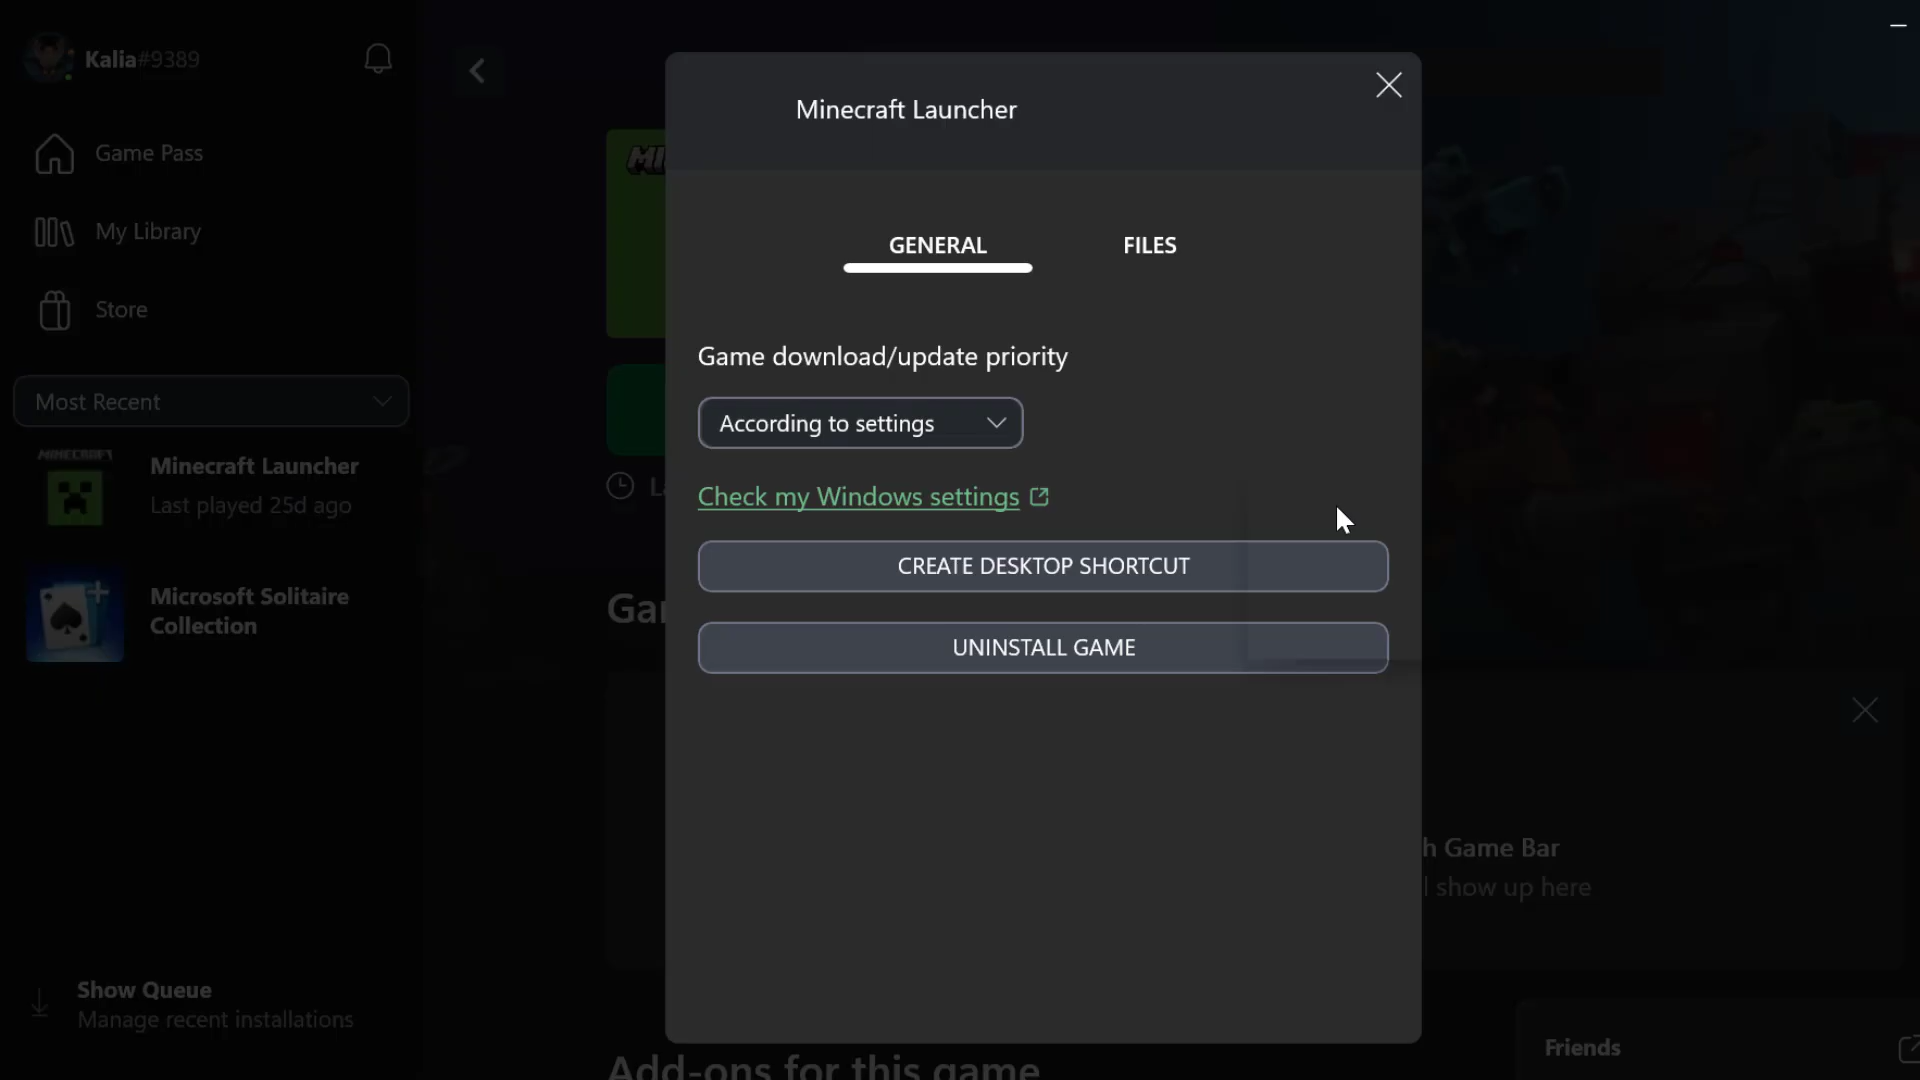 Kalia#9389
Game Pass
My Library
Store
Most Recent
MINECRAFT
Minecraft Launcher
Last played 25d ago
Microsoft Solitaire
Collection
Show Queue
Manage recent installations
Minecraft Launcher
GENERAL
FILES
Game download/update priority
According to settings
Check my Windows settings
CREATE DESKTOP SHORTCUT
UNINSTALL GAME
h Game Bar
show up here
Add-ons for this game
Friends